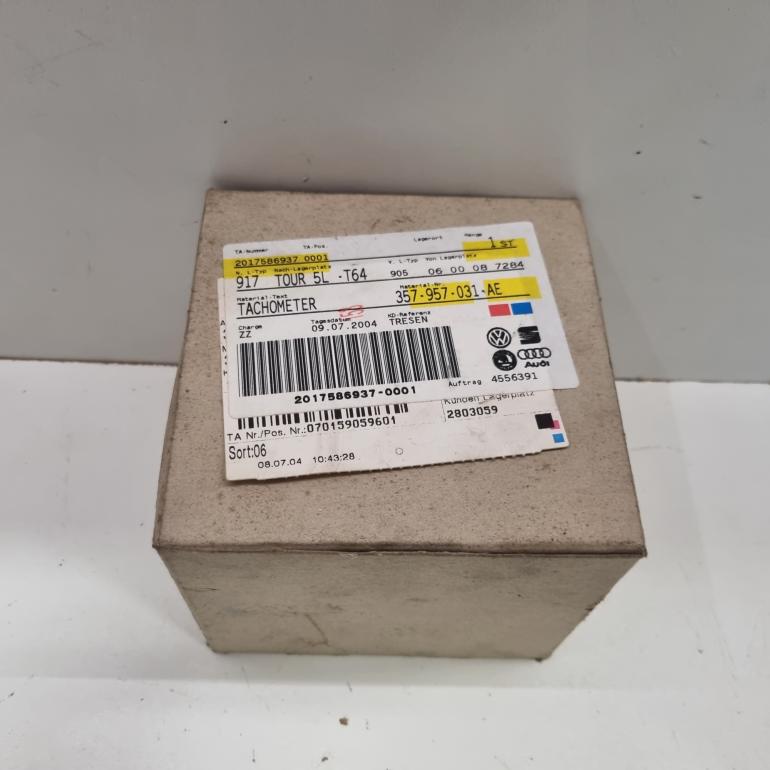 TA-Nummer TA-Pos. Lagerort Menge
2017586937 0001 1 ST
N. L-Typ Nach-Lagerplatz V. L-Typ Von Lagerplatz
917 TOUR 5L -T64 905 06 00 08 7284
Material-Text Material-Nr.
TACHOMETER 357-957-031-AE
Charge Tagesdatum KD-Referenz
ZZ 09.07.2004 TRESEN
Audi
2017586937-0001 Auftrag 4556391
Kunden Lagerplatz
TA Nr./Pos. Nr.:070159059601 2803059
Sort:06
08.07.04 10:43:28